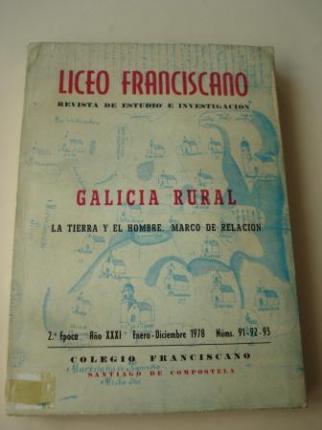 LICEO FRANCISCANO
REVISTA DE ESTUDIO E INVESTIGACION
GALICIA RURAL
LA TIERRA Y EL HOMBRE. MARCO DE RELACION
2.ª Epoca Año XXXI Enero-Diciembre 1978 Núms. 91-92-93
COLEGIO FRANCISCANO
SANTIAGO DE COMPOSTELA